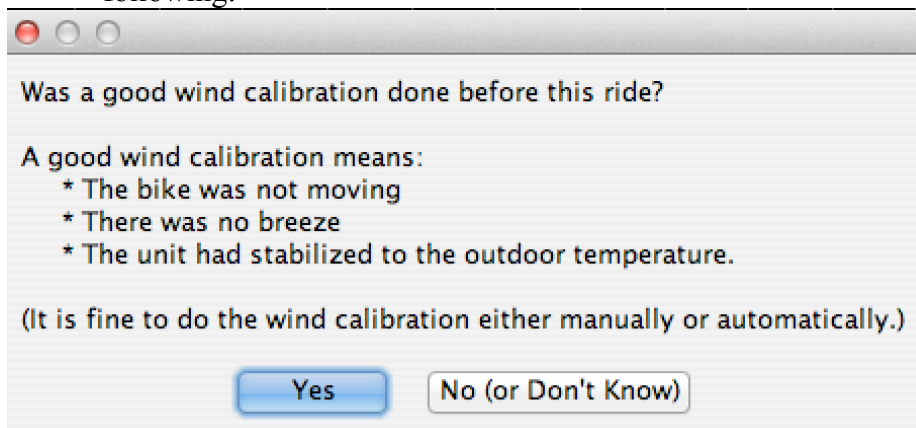 following:
Was a good wind calibration done before this ride?
A good wind calibration means:
* The bike was not moving
* There was no breeze
* The unit had stabilized to the outdoor temperature.
(It is fine to do the wind calibration either manually or automatically.)
Yes
No (or Don't Know)